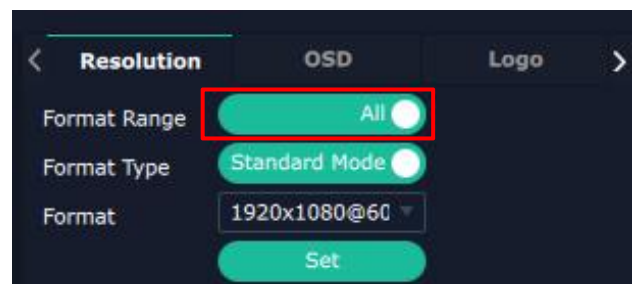 Resolution OSD Logo
Format Range All
Format Type Standard Mode
Format 1920x1080@60
Set